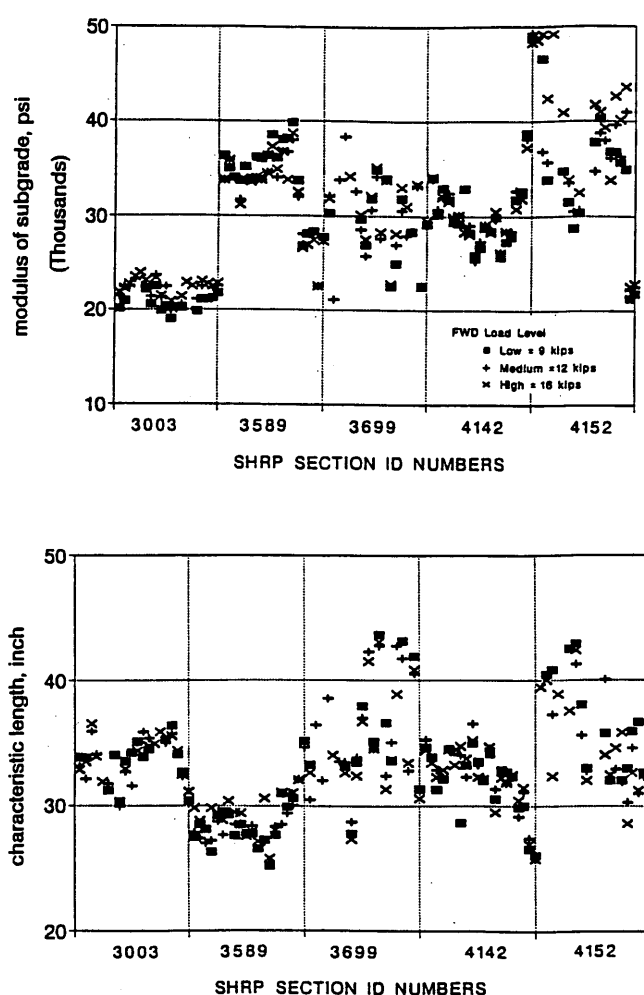 50
40
30
20
10
modulus of subgrade, psi
(Thousands)
FWD Load Level
■ Low = 9 kips
+ Medium =12 kips
× High = 16 kips
3003 3589 3699 4142 4152
SHRP SECTION ID NUMBERS
50
40
30
20
characteristic length, inch
3003 3589 3699 4142 4152
SHRP SECTION ID NUMBERS